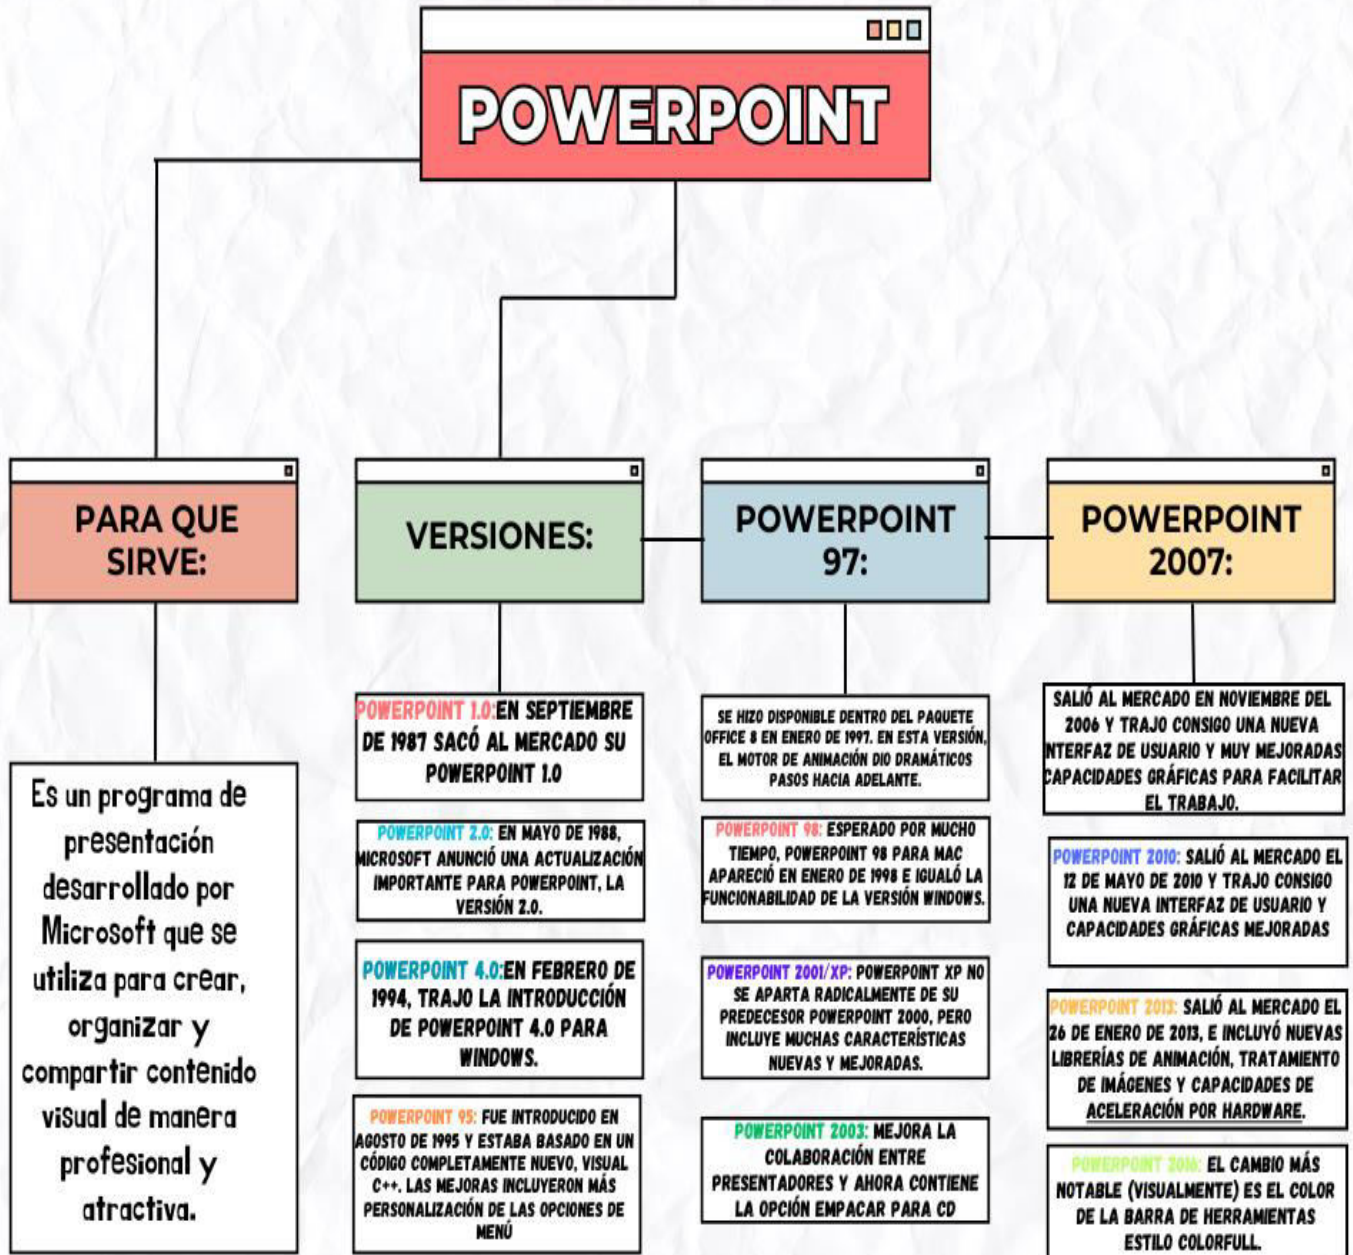 POWERPOINT
PARA QUE
SIRVE:
Es un programa de
presentación
desarrollado por
Microsoft que se
utiliza para crear,
organizar y
compartir contenido
visual de manera
profesional y
atractiva.
VERSIONES:
POWERPOINT 1.0:EN SEPTIEMBRE
DE 1987 SACÓ AL MERCADO SU
POWERPOINT 1.0
POWERPOINT 2.0: EN MAYO DE 1988,
MICROSOFT ANUNCIÓ UNA ACTUALIZACIÓN
IMPORTANTE PARA POWERPOINT, LA
VERSIÓN 2.0.
POWERPOINT 4.0:EN FEBRERO DE
1994, TRAJO LA INTRODUCCIÓN
DE POWERPOINT 4.0 PARA
WINDOWS.
POWERPOINT 95: FUE INTRODUCIDO EN
AGOSTO DE 1995 Y ESTABA BASADO EN UN
CÓDIGO COMPLETAMENTE NUEVO, VISUAL
C++. LAS MEJORAS INCLUYERON MÁS
PERSONALIZACIÓN DE LAS OPCIONES DE
MENÚ
POWERPOINT
97:
SE HIZO DISPONIBLE DENTRO DEL PAQUETE
OFFICE 8 EN ENERO DE 1997. EN ESTA VERSIÓN,
EL MOTOR DE ANIMACIÓN DIO DRAMÁTICOS
PASOS HACIA ADELANTE.
POWERPOINT 98: ESPERADO POR MUCHO
TIEMPO, POWERPOINT 98 PARA MAC
APARECIÓ EN ENERO DE 1998 E IGUALÓ LA
FUNCIONABILIDAD DE LA VERSIÓN WINDOWS.
POWERPOINT 2001/XP: POWERPOINT XP NO
SE APARTA RADICALMENTE DE SU
PREDECESOR POWERPOINT 2000, PERO
INCLUYE MUCHAS CARACTERÍSTICAS
NUEVAS Y MEJORADAS.
POWERPOINT 2003: MEJORA LA
COLABORACIÓN ENTRE
PRESENTADORES Y AHORA CONTIENE
LA OPCIÓN EMPACAR PARA CD
POWERPOINT
2007:
SALIÓ AL MERCADO EN NOVIEMBRE DEL
2006 Y TRAJO CONSIGO UNA NUEVA
INTERFAZ DE USUARIO Y MUY MEJORADAS
CAPACIDADES GRÁFICAS PARA FACILITAR
EL TRABAJO.
POWERPOINT 2010: SALIÓ AL MERCADO EL
12 DE MAYO DE 2010 Y TRAJO CONSIGO
UNA NUEVA INTERFAZ DE USUARIO Y
CAPACIDADES GRÁFICAS MEJORADAS
POWERPOINT 2013: SALIÓ AL MERCADO EL
26 DE ENERO DE 2013, E INCLUYÓ NUEVAS
LIBRERÍAS DE ANIMACIÓN, TRATAMIENTO
DE IMÁGENES Y CAPACIDADES DE
ACELERACIÓN POR HARDWARE.
POWERPOINT 2016: EL CAMBIO MÁS
NOTABLE (VISUALMENTE) ES EL COLOR
DE LA BARRA DE HERRAMIENTAS
ESTILO COLORFULL.